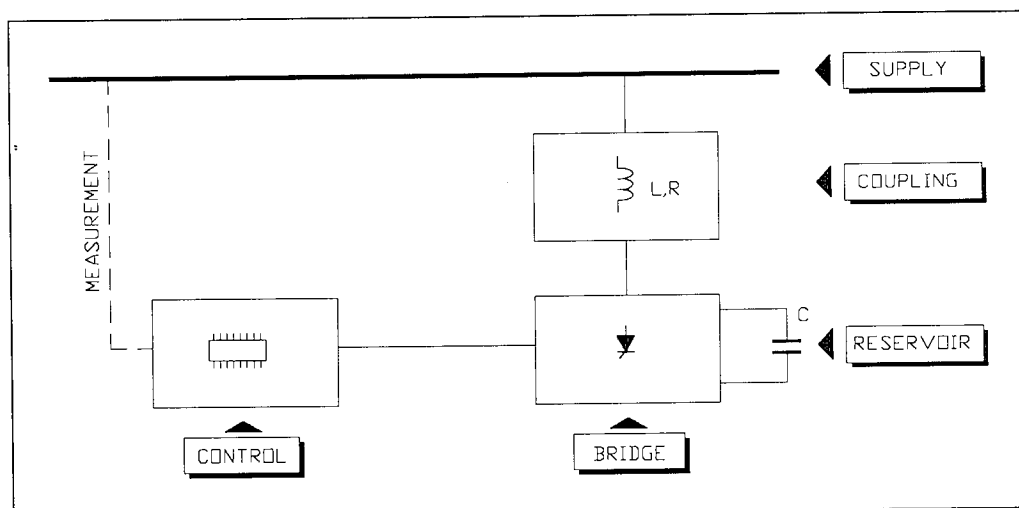 SUPPLY
L,R
COUPLING
MEASUREMENT
C
RESERVOIR
CONTROL
BRIDGE